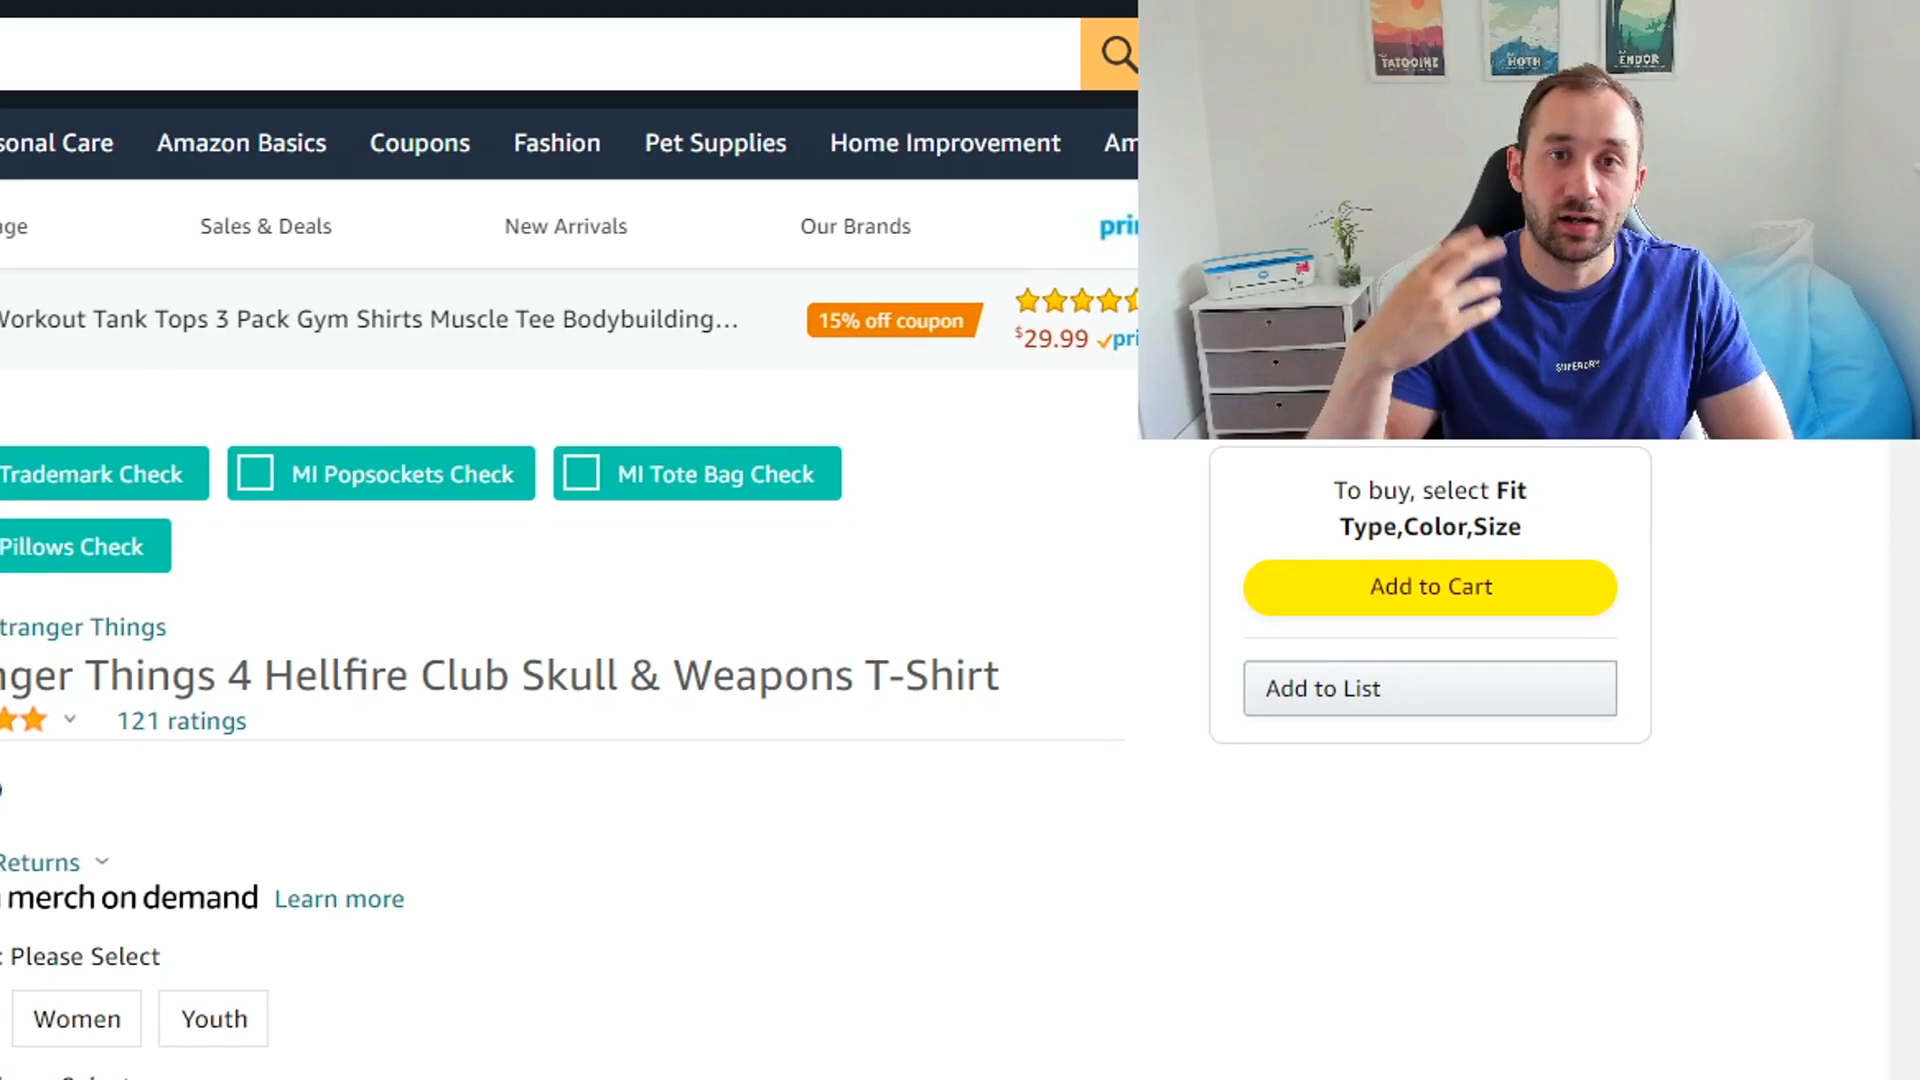 TATOOINE
HOTH
ENDOR
sonal Care Amazon Basics Coupons Fashion Pet Supplies Home Improvement Am
age Sales & Deals New Arrivals Our Brands pri
Workout Tank Tops 3 Pack Gym Shirts Muscle Tee Bodybuilding... 15% off coupon
$29.99 pri
SUPERDRY
Trademark Check MI Popsockets Check MI Tote Bag Check
Pillows Check
To buy, select Fit
Type,Color,Size
Add to Cart
Add to List
tranger Things
nger Things 4 Hellfire Club Skull & Weapons T-Shirt
121 ratings
Returns
merch on demand Learn more
: Please Select
Women Youth